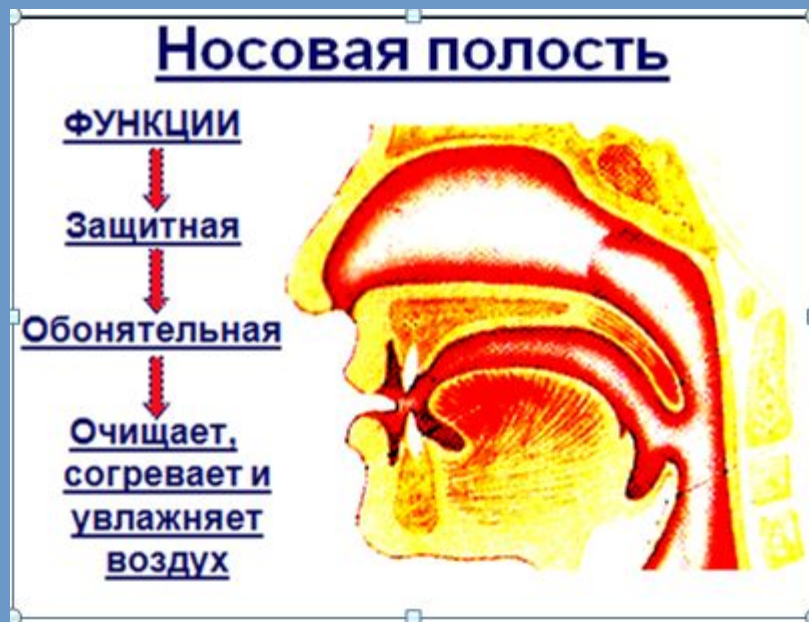 Носовая полость
ФУНКЦИИ
Защитная
Обонятельная
Очищает,
согревает и
увлажняет
воздух